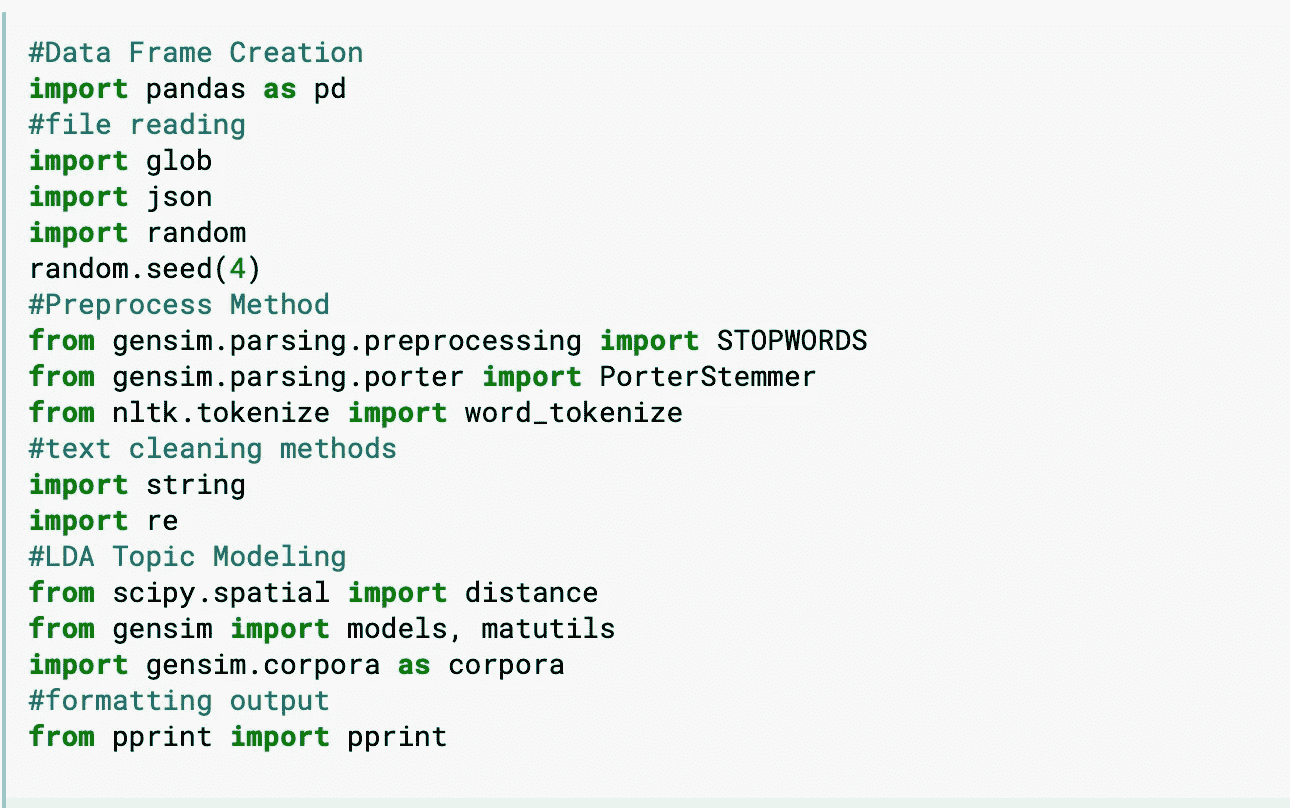 #Data Frame Creation
import pandas as pd
#file reading
import glob
import json
import random
random.seed(4)
#Preprocess Method
from gensim.parsing.preprocessing import STOPWORDS
from gensim.parsing.porter import PorterStemmer
from nltk.tokenize import word_tokenize
#text cleaning methods
import string
import re
#LDA Topic Modeling
from scipy.spatial import distance
from gensim import models, matutils
import gensim.corpora as corpora
#formatting output
from pprint import pprint